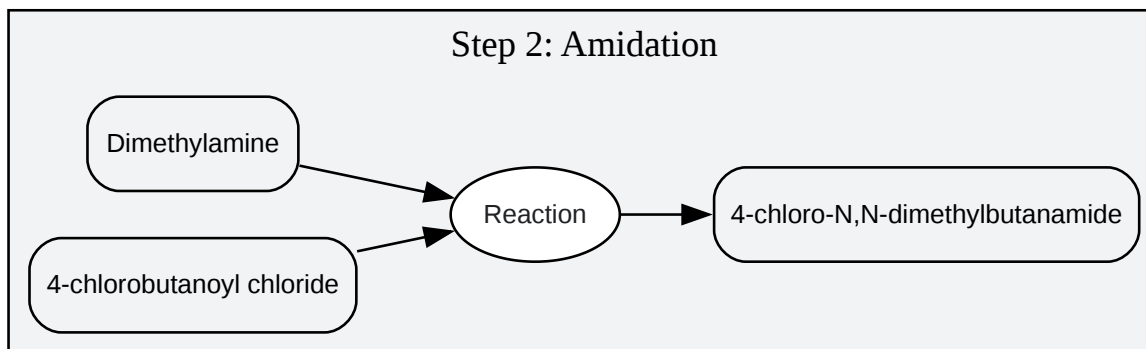 Step 2: Amidation
Dimethylamine
Reaction
4-chloro-N,N-dimethylbutanamide
4-chlorobutanoyl chloride